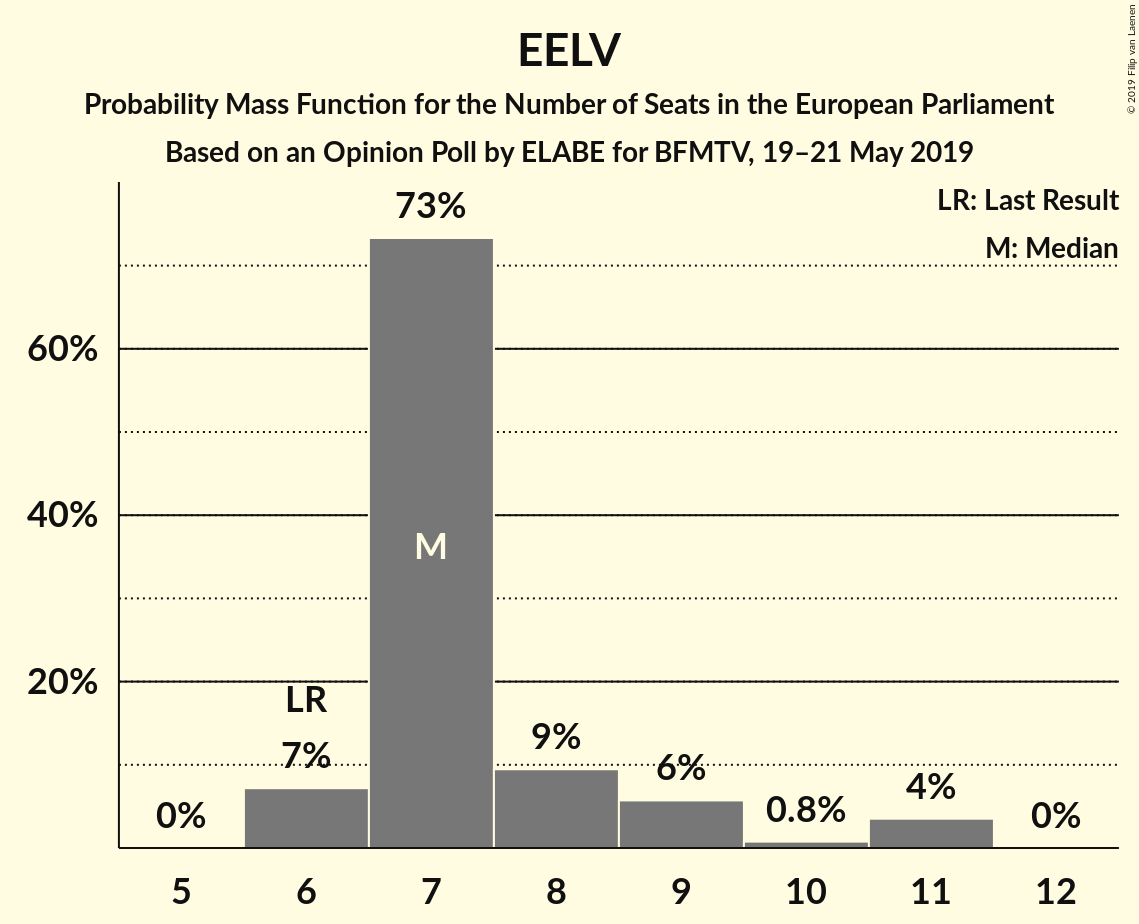 EELV
Probability Mass Function for the Number of Seats in the European Parliament
Based on an Opinion Poll by ELABE for BFMTV, 19–21 May 2019
© 2019 Filip van Laenen
LR: Last Result
M: Median
73%
60%
40%
M
20%
LR
7%
9%
6%
0%
0.8%
4%
0%
5 6 7 8 9 10 11 12